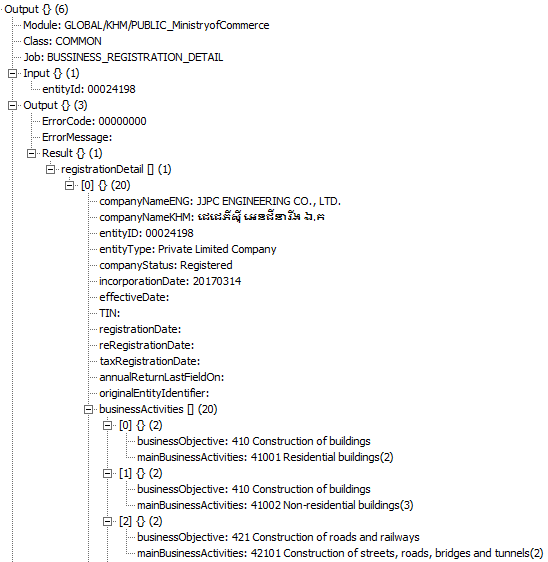 Output {} (6)
Module: GLOBAL/KHM/PUBLIC_MinistryofCommerce
Class: COMMON
Job: BUSSINESS_REGISTRATION_DETAIL
Input {} (1)
entityId: 00024198
Output {} (3)
ErrorCode: 00000000
ErrorMessage:
Result {} (1)
registrationDetail [] (1)
[0] {} (20)
companyNameENG: JJPC ENGINEERING CO., LTD.
companyNameKHM: ជេជេភីស៊ី អេនជីនារីង ឯ.ក
entityID: 00024198
entityType: Private Limited Company
companyStatus: Registered
incorporationDate: 20170314
effectiveDate:
TIN:
registrationDate:
reRegistrationDate:
taxRegistrationDate:
annualReturnLastFieldOn:
originalEntityIdentifier:
businessActivities [] (20)
[0] {} (2)
businessObjective: 410 Construction of buildings
mainBusinessActivities: 41001 Residential buildings(2)
[1] {} (2)
businessObjective: 410 Construction of buildings
mainBusinessActivities: 41002 Non-residential buildings(3)
[2] {} (2)
businessObjective: 421 Construction of roads and railways
mainBusinessActivities: 42101 Construction of streets, roads, bridges and tunnels(2)